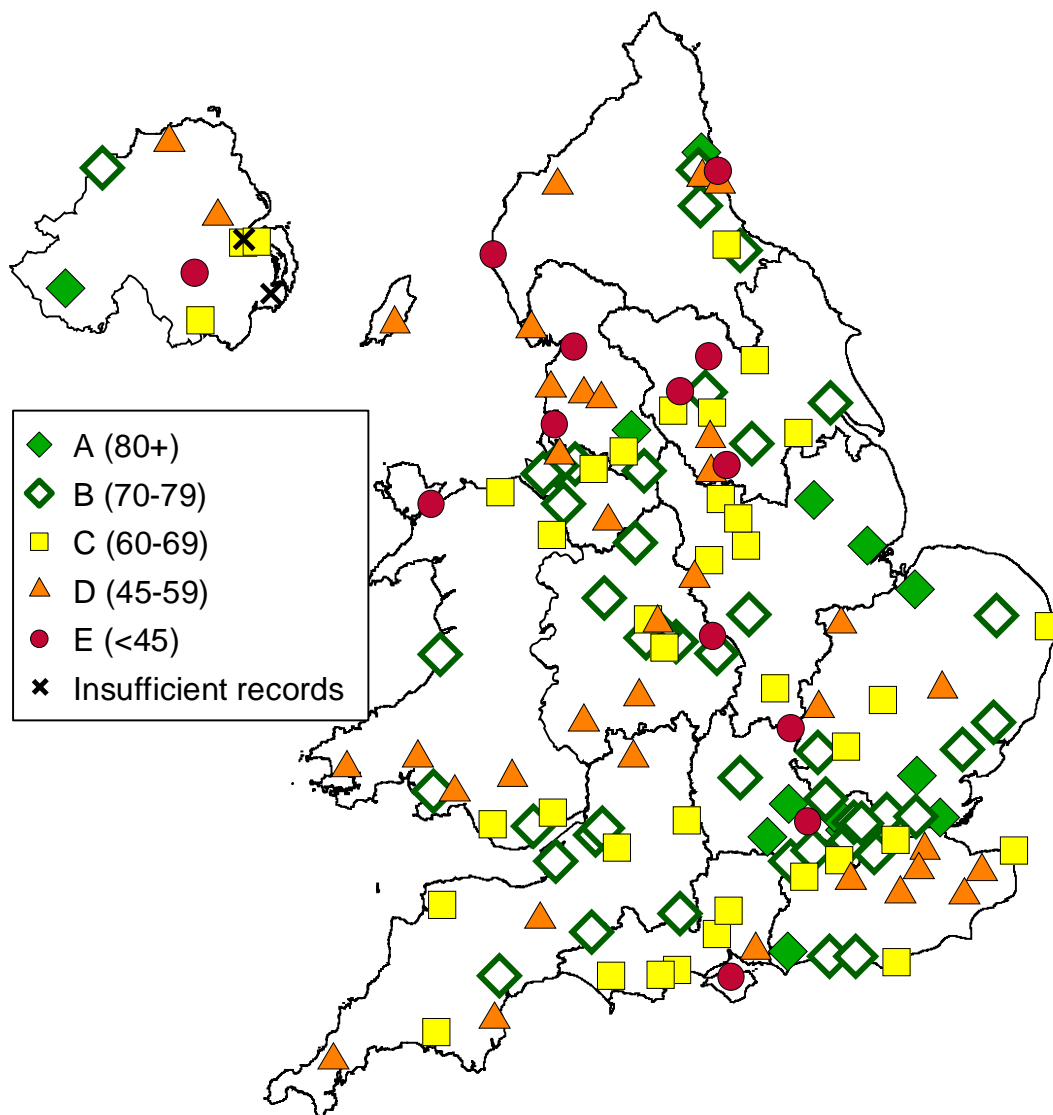 A (80+)
B (70-79)
C (60-69)
D (45-59)
E (<45)
Insufficient records